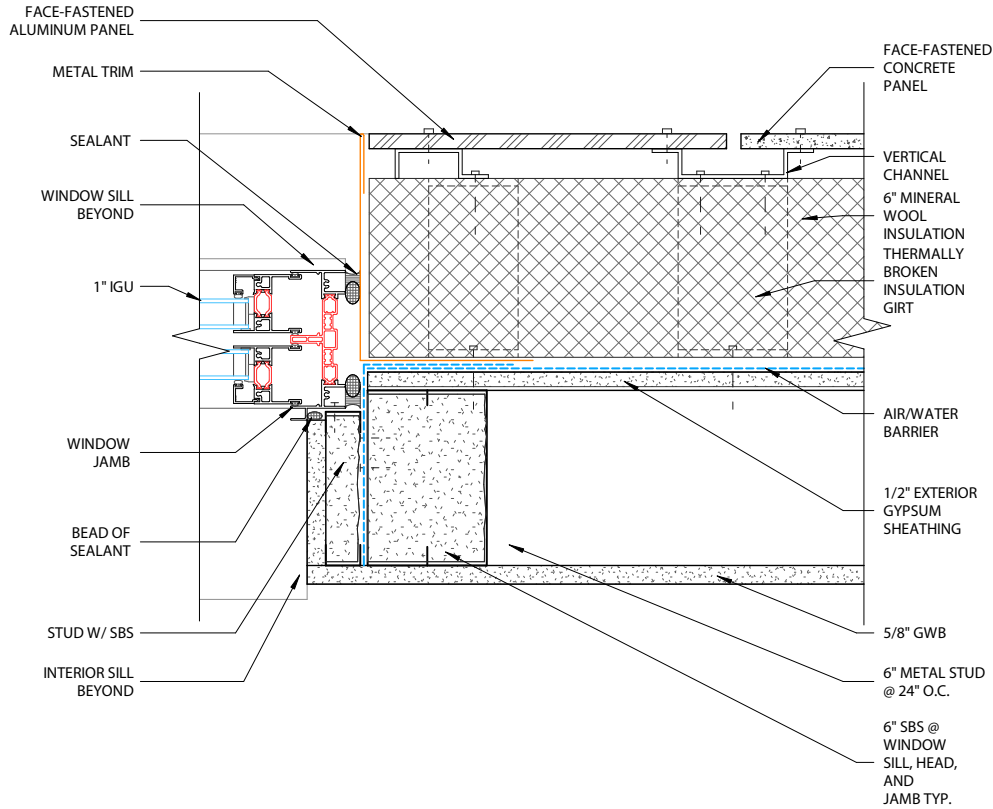 FACE-FASTENED
ALUMINUM PANEL
METAL TRIM
SEALANT
WINDOW SILL
BEYOND
1" IGU
WINDOW
JAMB
BEAD OF
SEALANT
STUD W/ SBS
INTERIOR SILL
BEYOND
FACE-FASTENED
CONCRETE
PANEL
VERTICAL
CHANNEL
6" MINERAL
WOOL
INSULATION
THERMALLY
BROKEN
INSULATION
GIRT
AIR/WATER
BARRIER
1/2" EXTERIOR
GYPSUM
SHEATHING
5/8" GWB
6" METAL STUD
@ 24" O.C.
6" SBS @
WINDOW
SILL, HEAD,
AND
JAMB TYP.